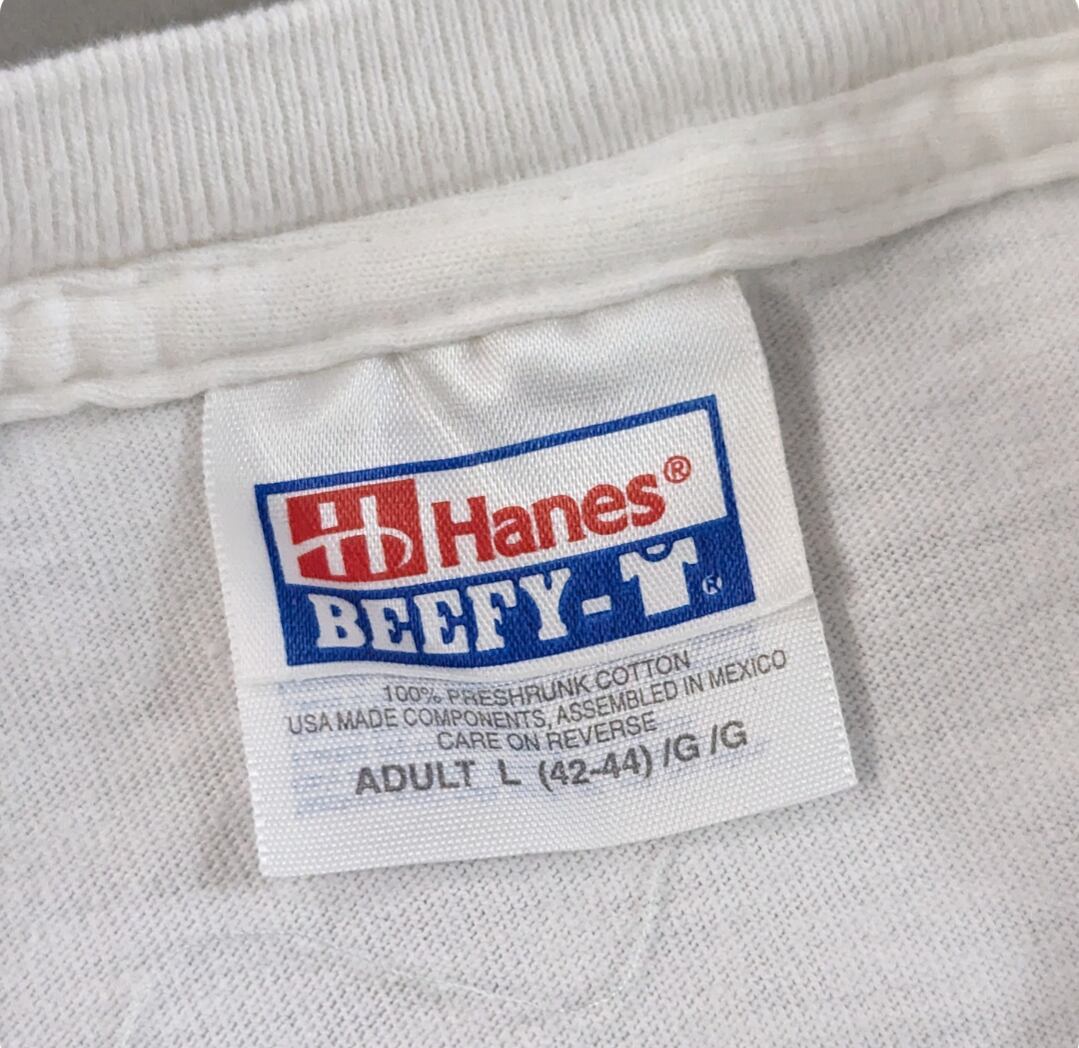 Hanes®
BEEFY-T®
100% PRESHRUNK COTTON
USA MADE COMPONENTS, ASSEMBLED IN MEXICO
CARE ON REVERSE
ADULT L (42-44) /G /G